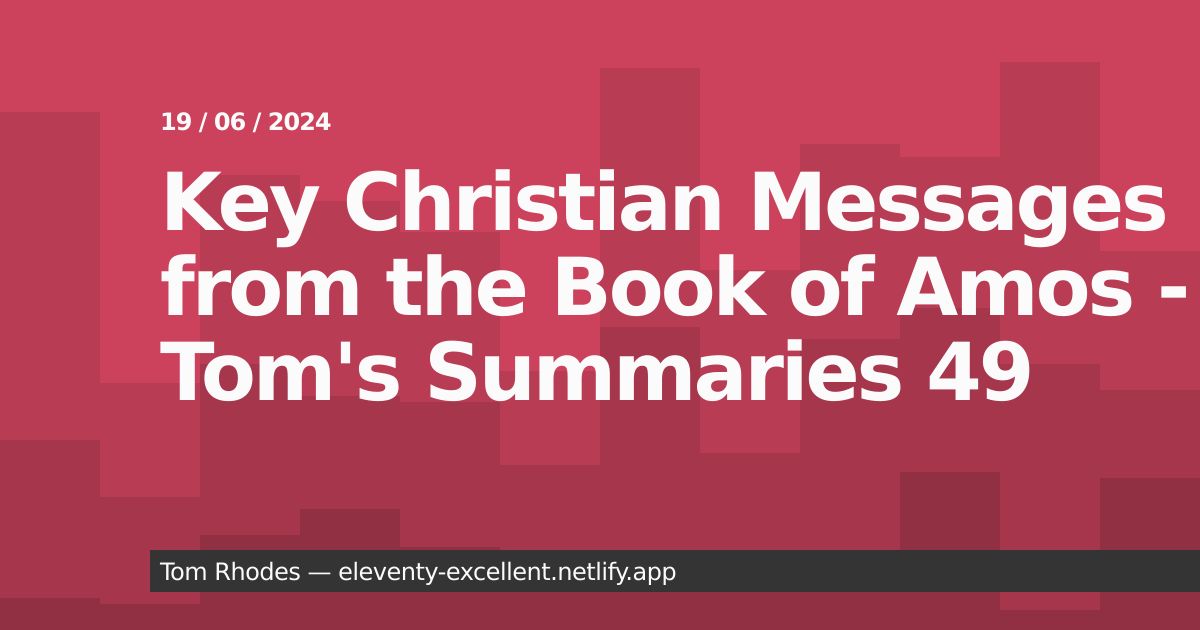 19 / 06 / 2024
Key Christian Messages
from the Book of Amos -
Tom's Summaries 49
Tom Rhodes — eleventy-excellent.netlify.app